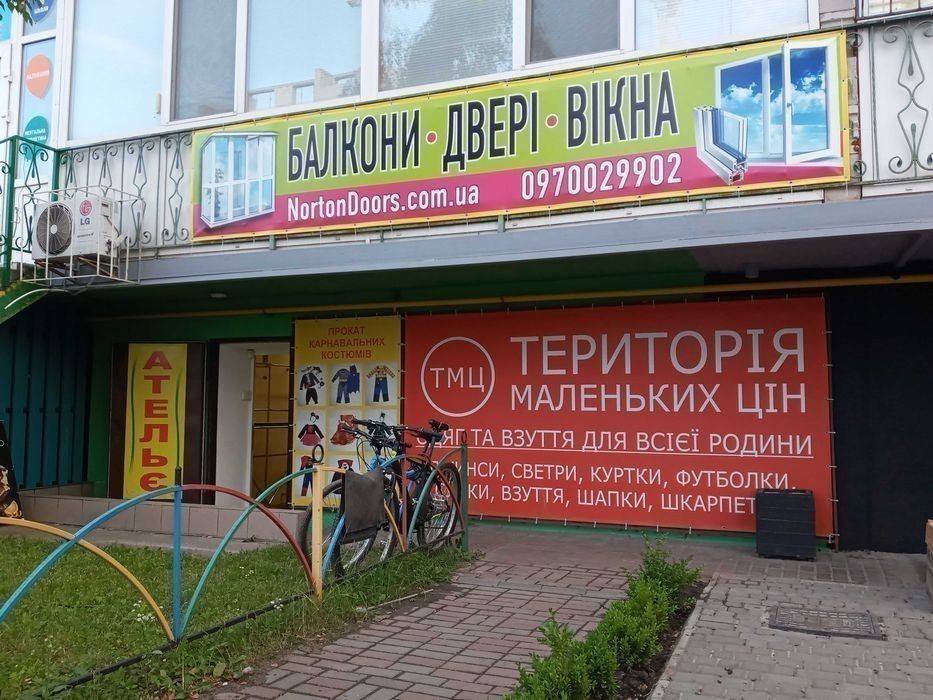 БАЛКОНИ • ДВЕРІ • ВІКНА
NortonDoors.com.ua 0970029902
LG
АТЕЛЬЄ
ПРОКАТ
КАРНАВАЛЬНИХ
КОСТЮМІВ
ТМЦ
ТЕРИТОРІЯ
МАЛЕНЬКИХ ЦІН
ОДЯГ ТА ВЗУТТЯ ДЛЯ ВСІЄЇ РОДИНИ
СВЕТРИ, КУРТКИ, ФУТБОЛКИ,
ВЗУТТЯ, ШАПКИ,